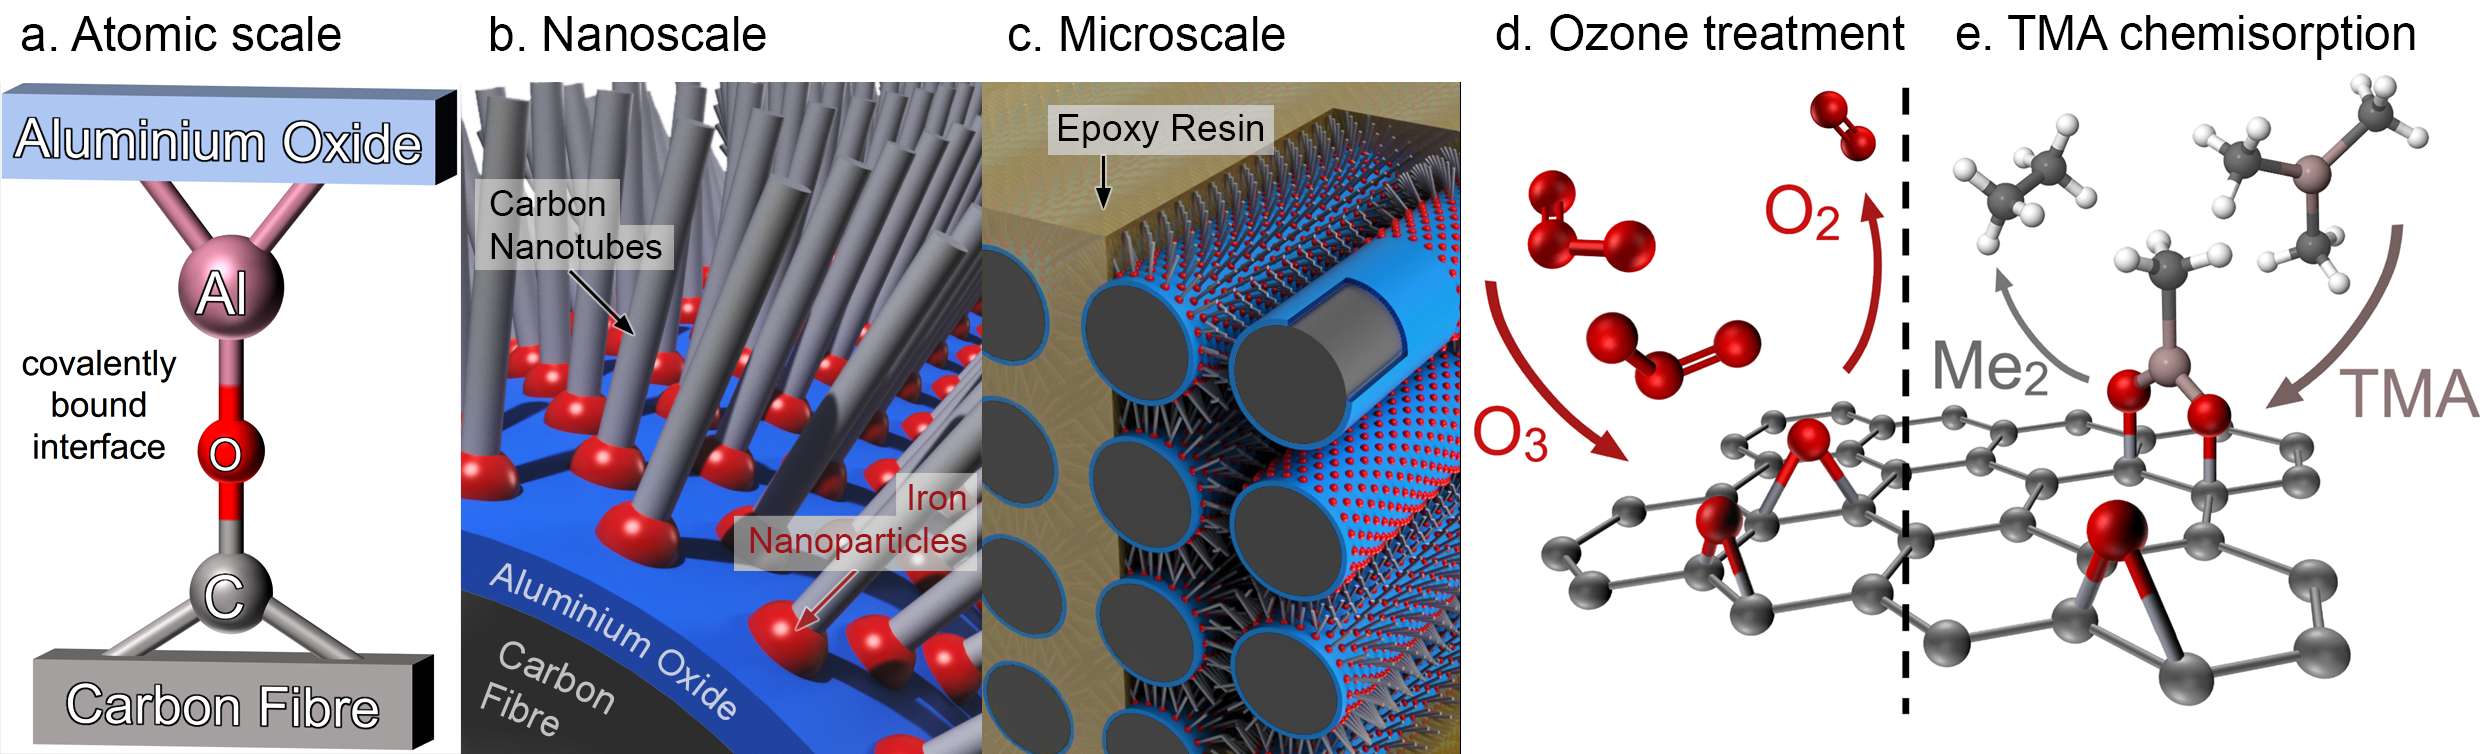 a. Atomic scale
Aluminium Oxide
Al
covalently
bound
interface
O
C
Carbon Fibre
b. Nanoscale
Carbon
Nanotubes
Iron
Nanoparticles
Aluminium Oxide
Carbon
Fibre
c. Microscale
Epoxy Resin
d. Ozone treatment
O2
O3
e. TMA chemisorption
Me2
TMA